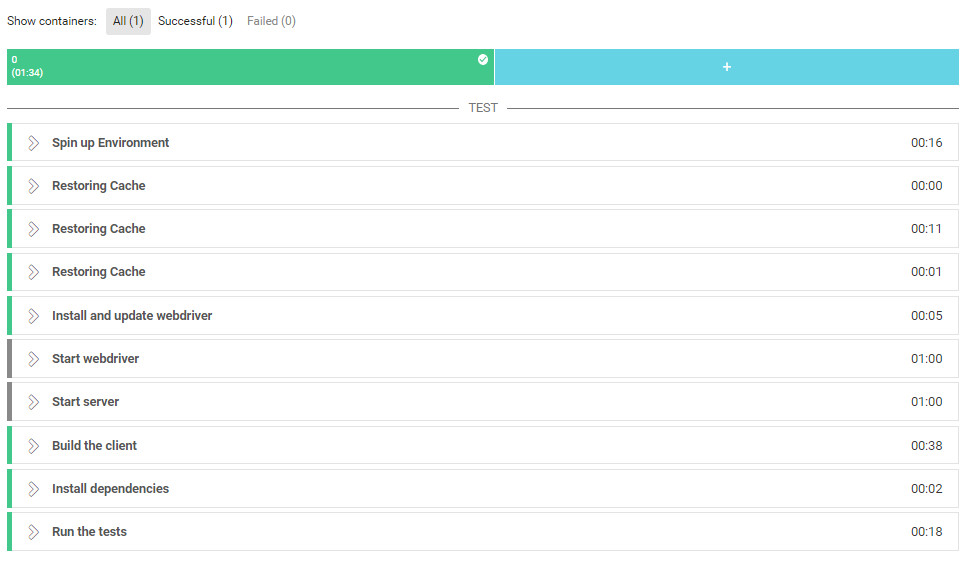 Show containers: All (1) Successful (1) Failed (0)
0
(01:34)
+
TEST
Spin up Environment 00:16
Restoring Cache 00:00
Restoring Cache 00:11
Restoring Cache 00:01
Install and update webdriver 00:05
Start webdriver 01:00
Start server 01:00
Build the client 00:38
Install dependencies 00:02
Run the tests 00:18